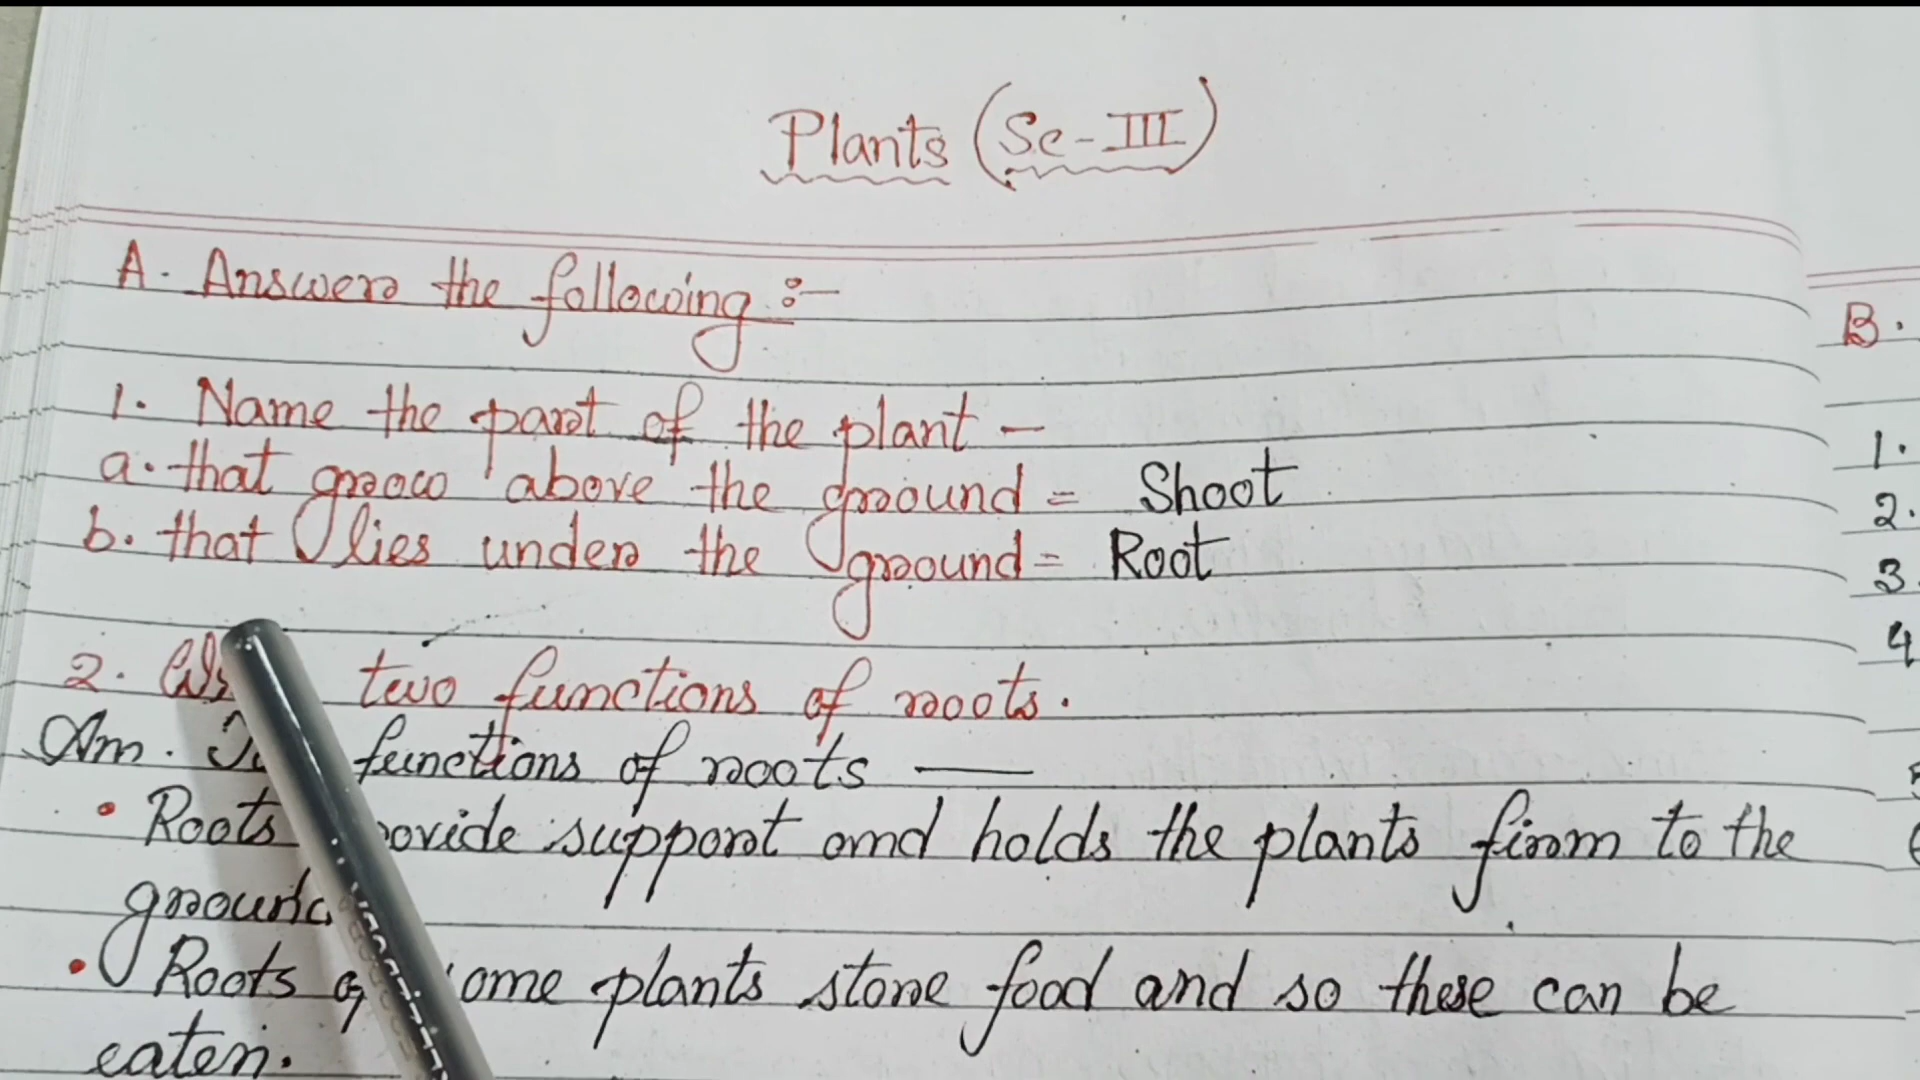 Plants (Sc-III)
A. Answer the following :-
1. Name the part of the plant -
a. that grow above the ground = Shoot
b. that lies under the ground = Root
2. two functions of roots.
Ans. functions of roots —
• Roots support and holds the plants firm to the
ground
• Roots plants store food and so these can be
eaten.
B.
1.
2.
3.
4